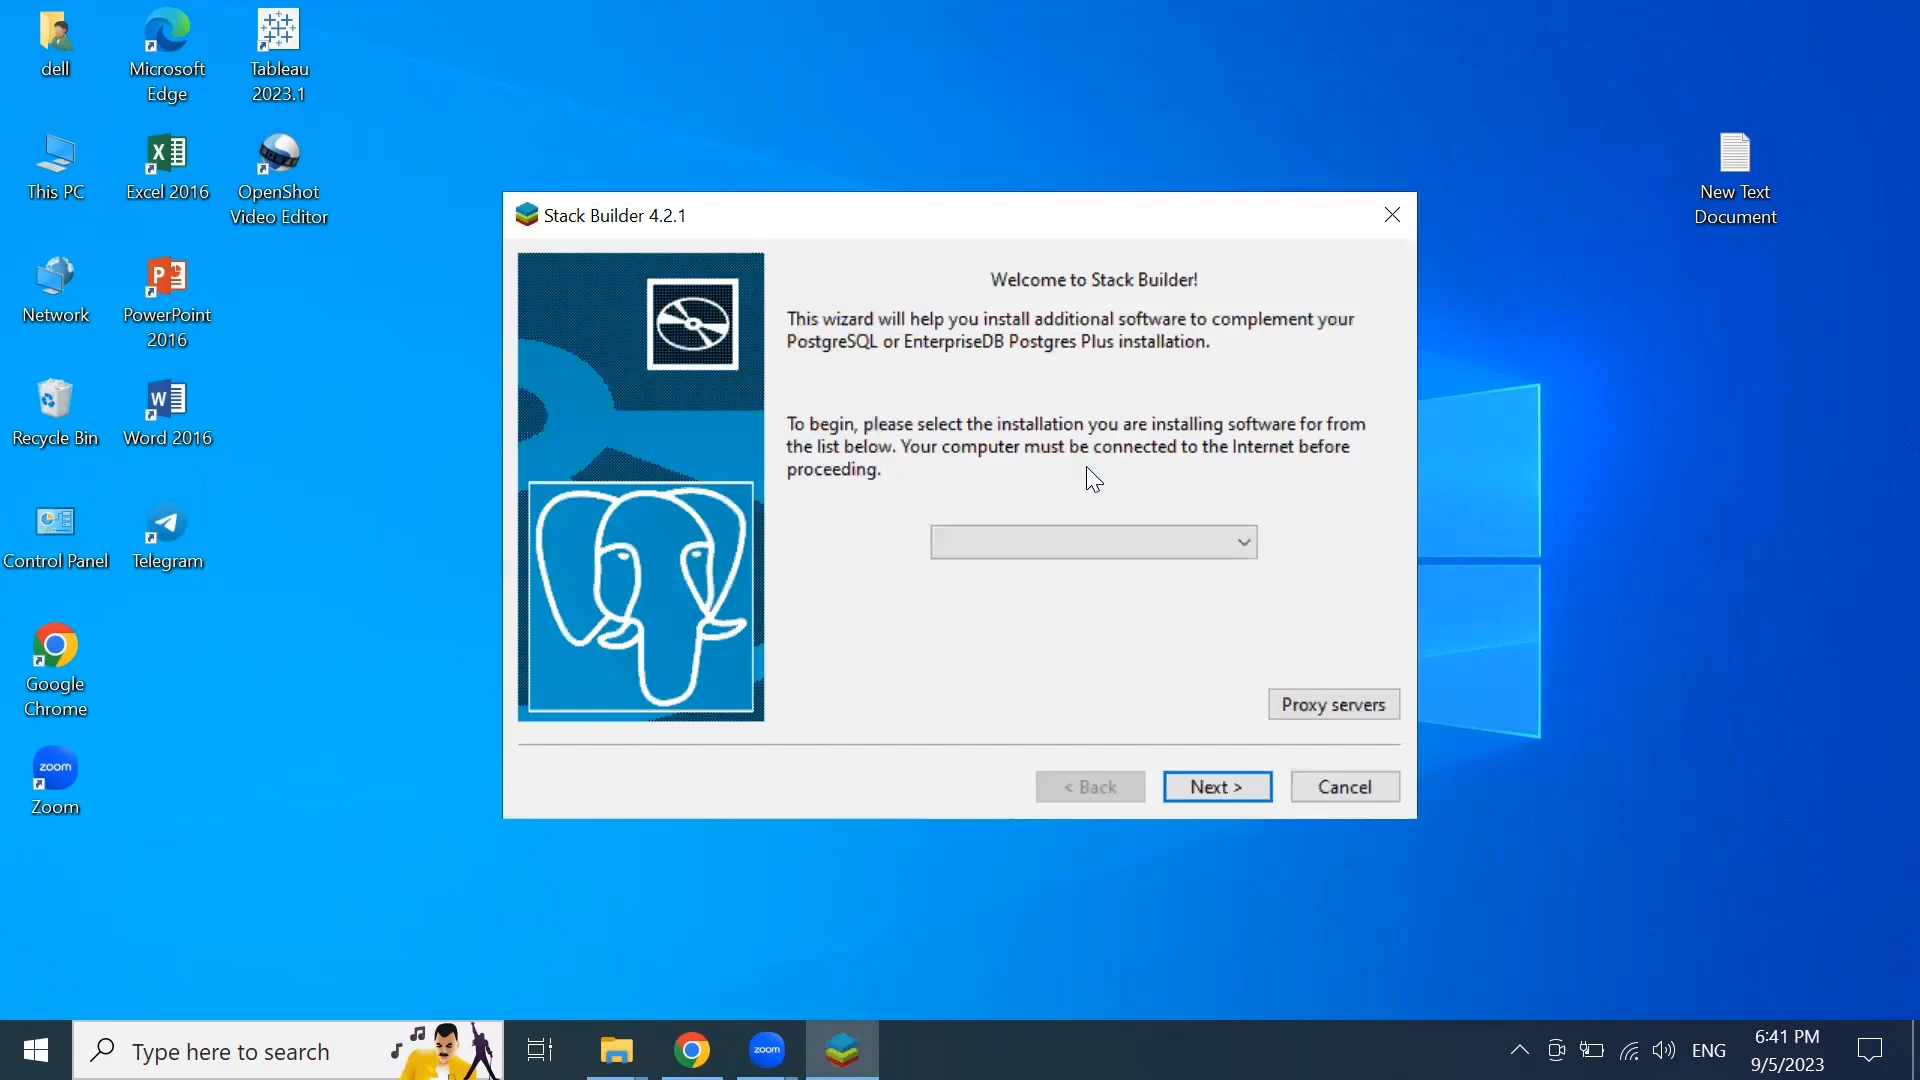 dell
Microsoft
Edge
Tableau
2023.1
This PC
Excel 2016
OpenShot
Video Editor
New Text
Document
Network
PowerPoint
2016
Recycle Bin
Word 2016
Control Panel
Telegram
Google
Chrome
zoom
Zoom
Stack Builder 4.2.1
Welcome to Stack Builder!
This wizard will help you install additional software to complement your
PostgreSQL or EnterpriseDB Postgres Plus installation.
To begin, please select the installation you are installing software for from
the list below. Your computer must be connected to the Internet before
proceeding.
Proxy servers
< Back
Next >
Cancel
Type here to search
zoom
ENG
6:41 PM
9/5/2023